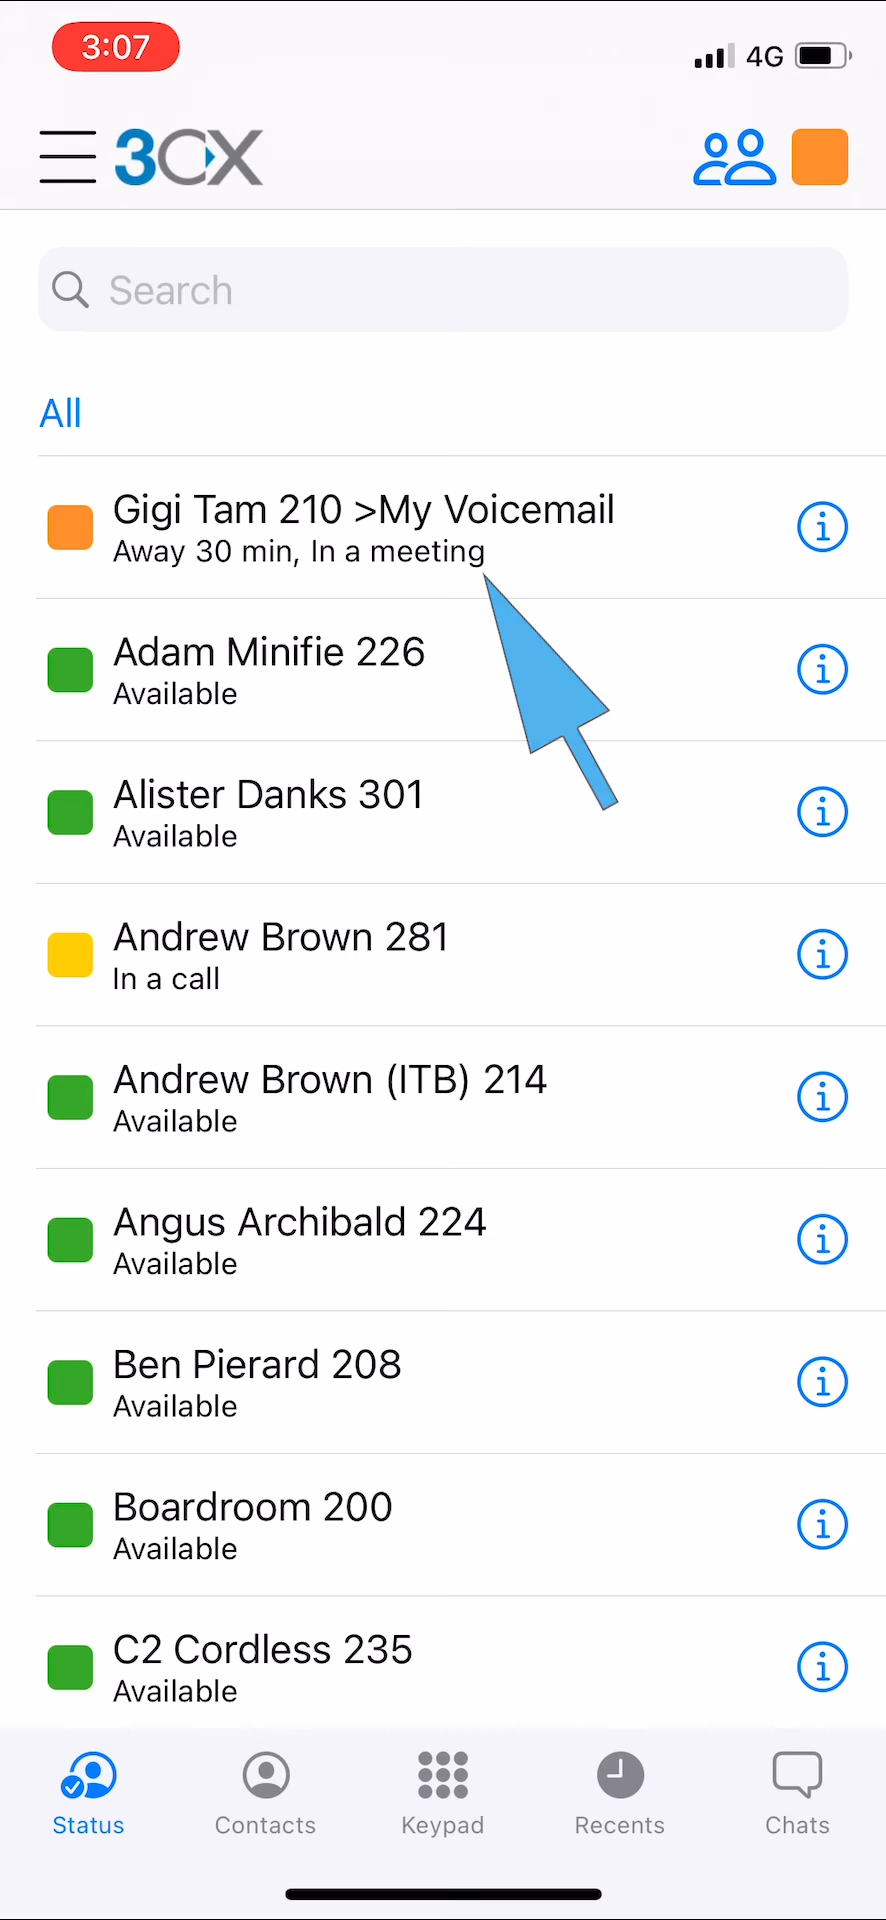 3:07
4G
3CX
Search
All
Gigi Tam 210 >My Voicemail
Away 30 min, In a meeting
Adam Minifie 226
Available
Alister Danks 301
Available
Andrew Brown 281
In a call
Andrew Brown (ITB) 214
Available
Angus Archibald 224
Available
Ben Pierard 208
Available
Boardroom 200
Available
C2 Cordless 235
Available
Status
Contacts
Keypad
Recents
Chats